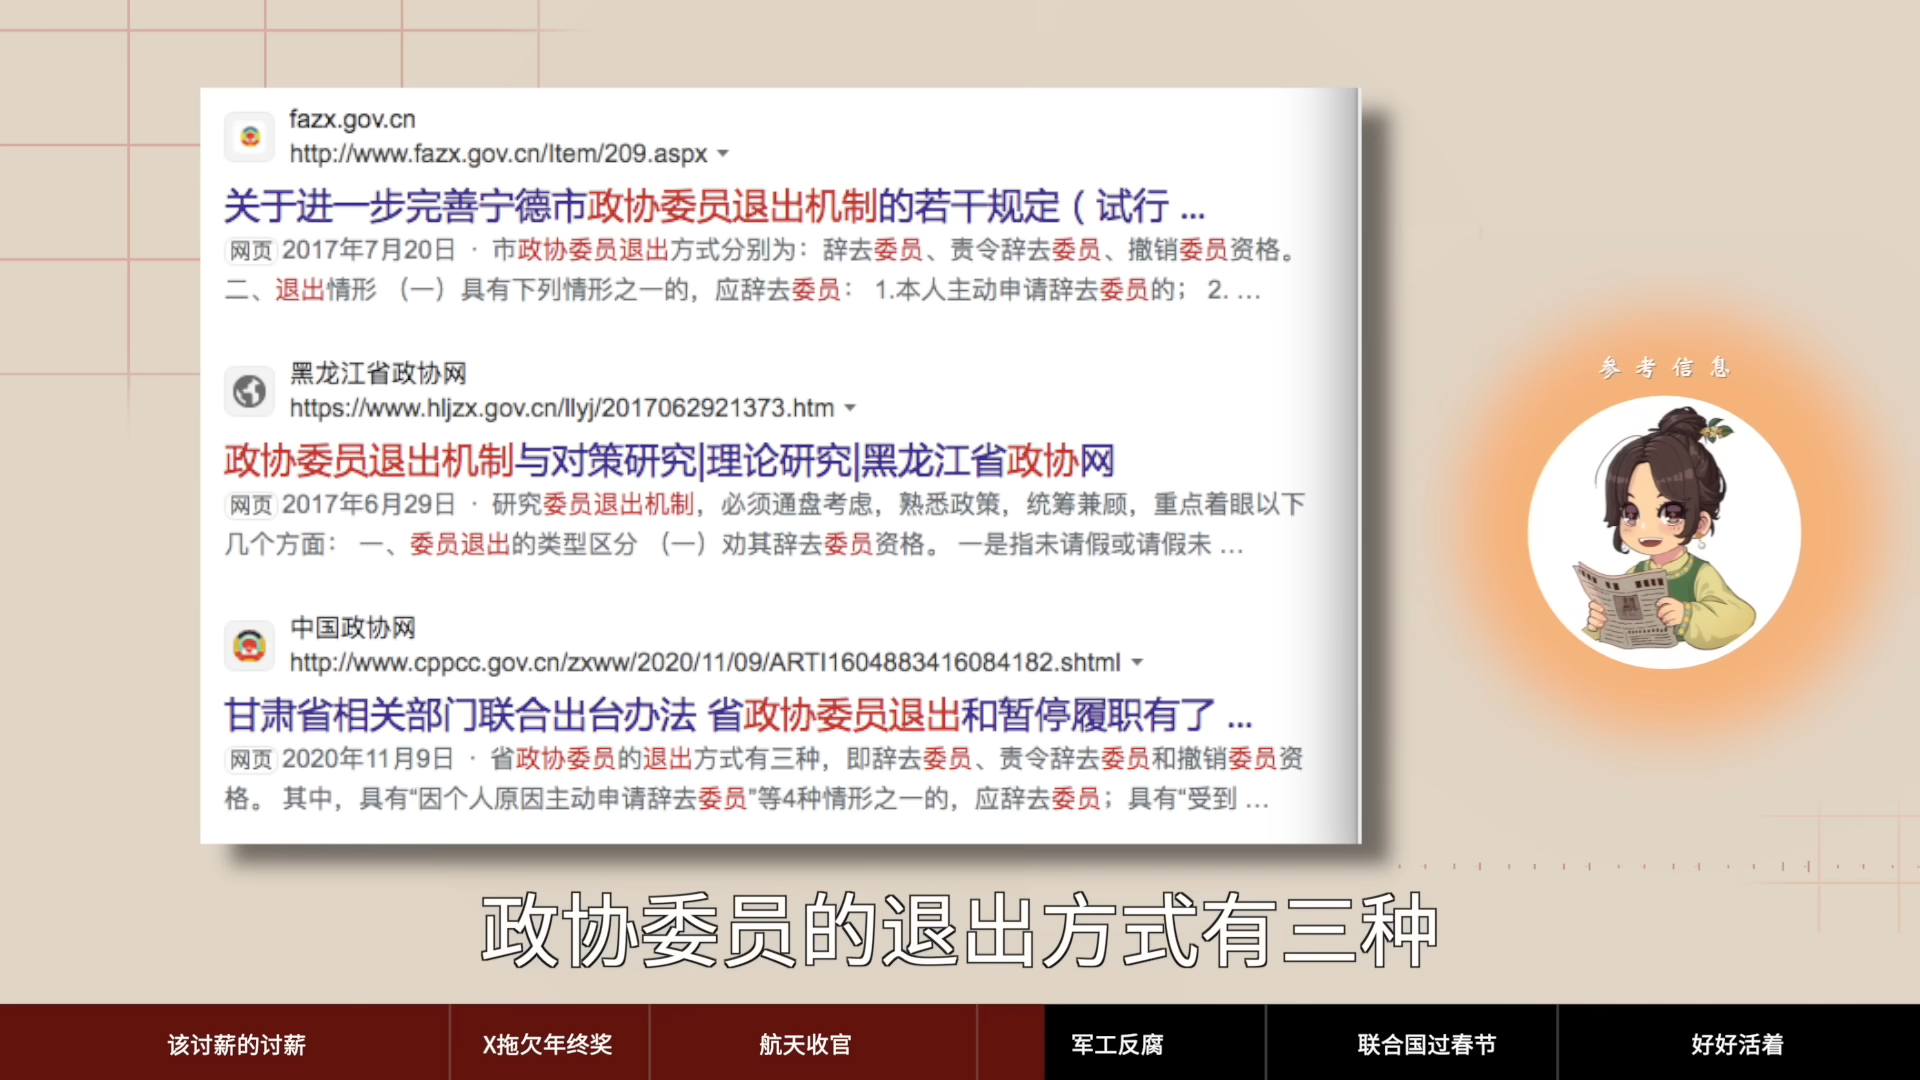 fazx.gov.cn
http://www.fazx.gov.cn/Item/209.aspx
关于进一步完善宁德市政协委员退出机制的若干规定（试行 ...
网页 2017年7月20日 · 市政协委员退出方式分别为：辞去委员、责令辞去委员、撤销委员资格。
二、退出情形 （一）具有下列情形之一的，应辞去委员： 1.本人主动申请辞去委员的； 2. ...
黑龙江省政协网
https://www.hljzx.gov.cn/llyj/2017062921373.htm
政协委员退出机制与对策研究|理论研究|黑龙江省政协网
网页 2017年6月29日 · 研究委员退出机制，必须通盘考虑，熟悉政策，统筹兼顾，重点着眼以下
几个方面： 一、委员退出的类型区分 （一）劝其辞去委员资格。 一是指未请假或请假未 ...
中国政协网
http://www.cppcc.gov.cn/zxww/2020/11/09/ARTI1604883416084182.shtml
甘肃省相关部门联合出台办法 省政协委员退出和暂停履职有了 ...
网页 2020年11月9日 · 省政协委员的退出方式有三种，即辞去委员、责令辞去委员和撤销委员资
格。 其中，具有“因个人原因主动申请辞去委员”等4种情形之一的，应辞去委员；具有“受到 ...
参考信息
政协委员的退出方式有三种
该讨薪的讨薪
X拖欠年终奖
航天收官
军工反腐
联合国过春节
好好活着